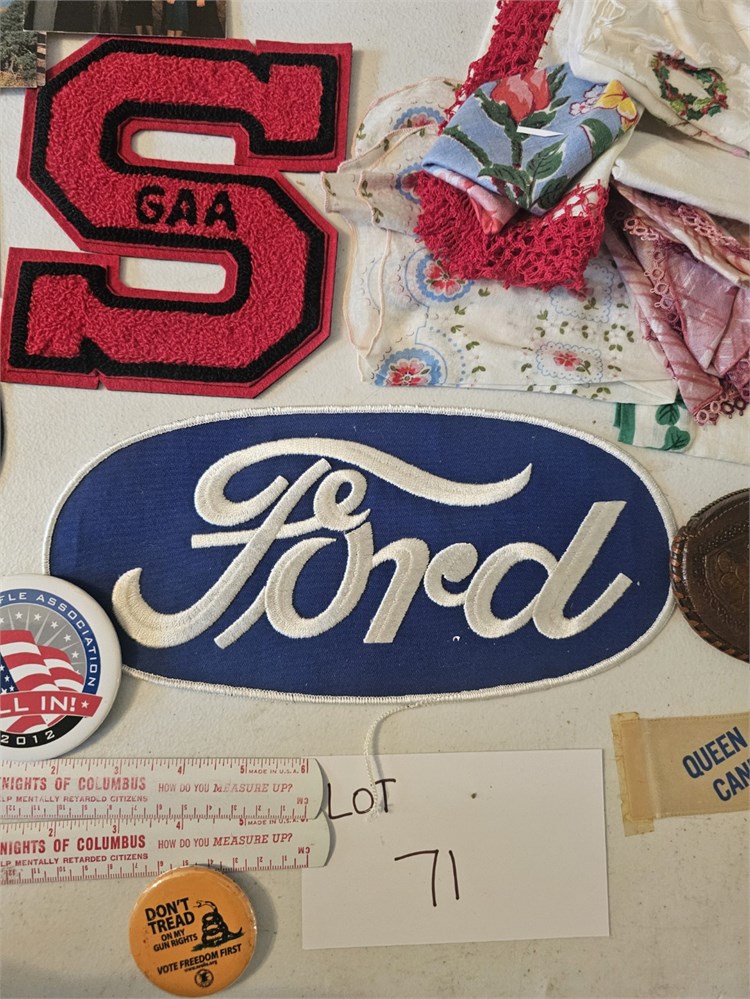 GAA
Ford
FLE ASSOCIATION
LL IN!
2012
QUEEN
CAN
NIGHTS OF COLUMBUS HOW DO YOU MEASURE UP?
LP MENTALLY RETARDED CITIZENS
MADE IN U.S.A.
NIGHTS OF COLUMBUS HOW DO YOU MEASURE UP?
LP MENTALLY RETARDED CITIZENS
MADE IN U.S.A.
LOT
71
DON'T
TREAD
ON MY
GUN RIGHTS
VOTE FREEDOM FIRST